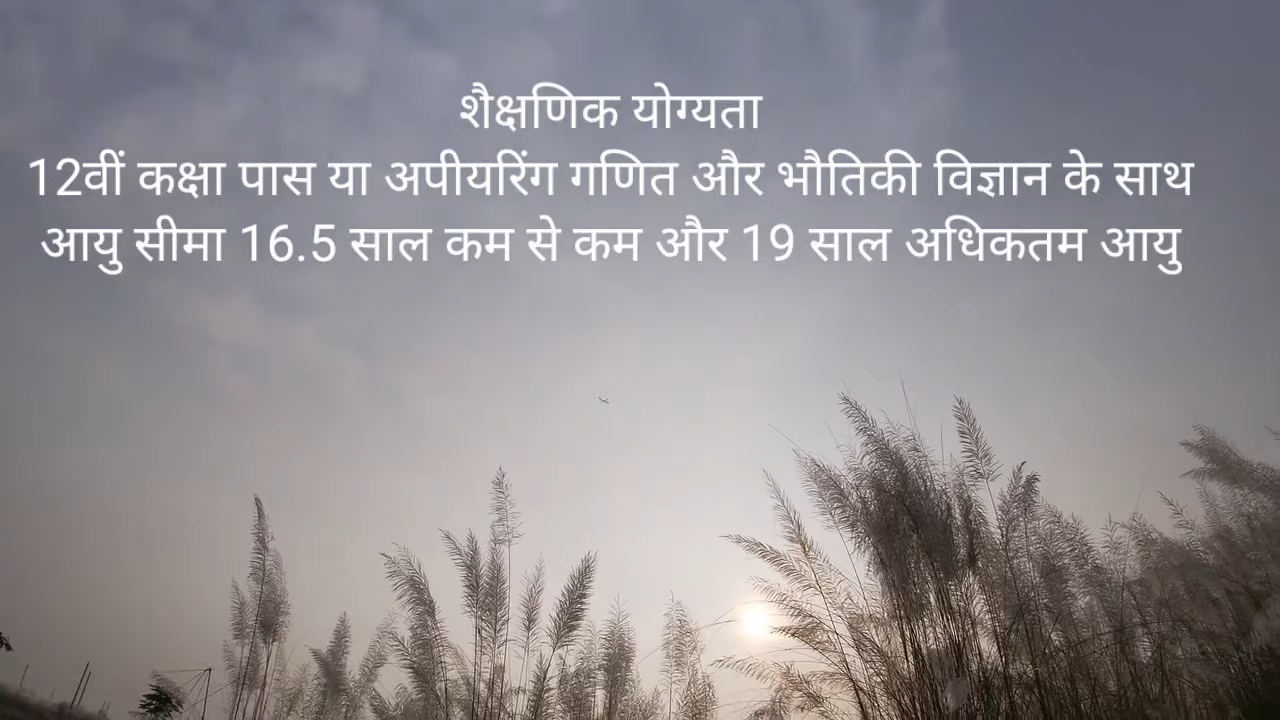 शैक्षणिक योग्यता
12वीं कक्षा पास या अपीयरिंग गणित और भौतिकी विज्ञान के साथ
आयु सीमा 16.5 साल कम से कम और 19 साल अधिकतम आयु